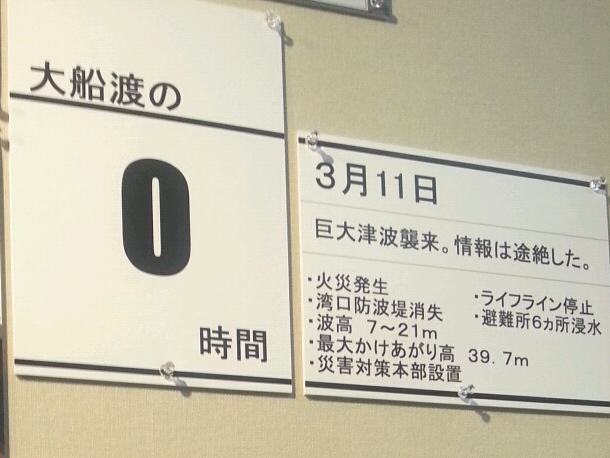 大船渡の
0
時間
3月11日
巨大津波襲来。情報は途絶した。
・火災発生
・湾口防波堤消失
・波高 7～21m
・最大かけあがり高 39.7m
・災害対策本部設置
・ライフライン停止
・避難所6ヵ所浸水